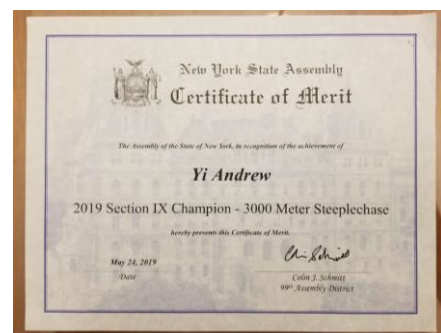 New York State Assembly
Certificate of Merit
The Assembly of the State of New York, in recognition of the achievement of
Yi Andrew
2019 Section IX Champion - 3000 Meter Steeplechase
hereby presents this Certificate of Merit.
May 24, 2019
Date
Colin J. Schmitt
99th Assembly District